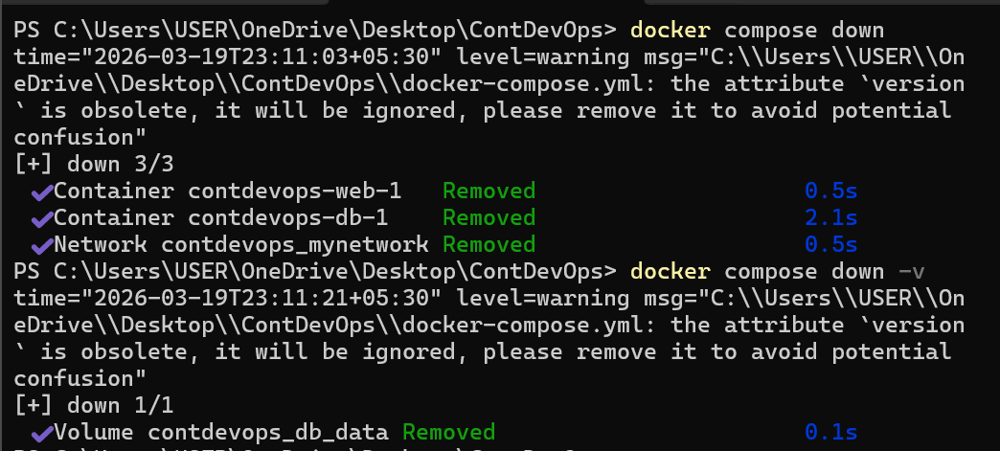 PS C:\Users\USER\OneDrive\Desktop\ContDevOps> docker compose down
time="2026-03-19T23:11:03+05:30" level=warning msg="C:\\Users\\USER\\On
eDrive\\Desktop\\ContDevOps\\docker-compose.yml: the attribute `version
` is obsolete, it will be ignored, please remove it to avoid potential
confusion"
[+] down 3/3
✔Container contdevops-web-1 Removed 0.5s
✔Container contdevops-db-1 Removed 2.1s
✔Network contdevops_mynetwork Removed 0.5s
PS C:\Users\USER\OneDrive\Desktop\ContDevOps> docker compose down -v
time="2026-03-19T23:11:21+05:30" level=warning msg="C:\\Users\\USER\\On
eDrive\\Desktop\\ContDevOps\\docker-compose.yml: the attribute `version
` is obsolete, it will be ignored, please remove it to avoid potential
confusion"
[+] down 1/1
✔Volume contdevops_db_data Removed 0.1s